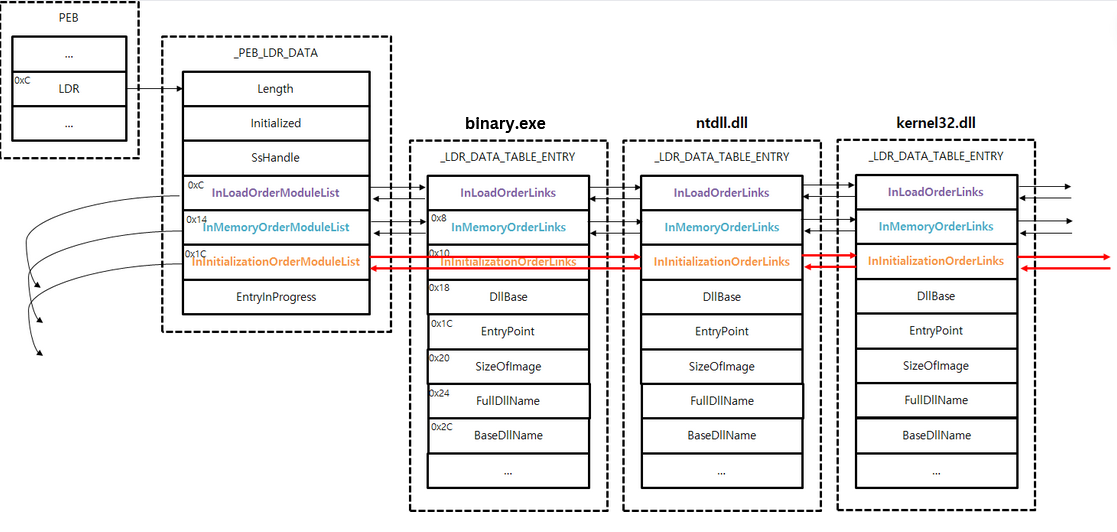 PEB
...
0xC
LDR
...
_PEB_LDR_DATA
Length
Initialized
SsHandle
0xC
InLoadOrderModuleList
0x14
InMemoryOrderModuleList
0x1C
InInitializationOrderModuleList
EntryInProgress
binary.exe
_LDR_DATA_TABLE_ENTRY
InLoadOrderLinks
0x8
InMemoryOrderLinks
0x10
InInitializationOrderLinks
0x18
DllBase
0x1C
EntryPoint
0x20
SizeOfImage
0x24
FullDllName
0x2C
BaseDllName
...
ntdll.dll
_LDR_DATA_TABLE_ENTRY
InLoadOrderLinks
InMemoryOrderLinks
InInitializationOrderLinks
DllBase
EntryPoint
SizeOfImage
FullDllName
BaseDllName
...
kernel32.dll
_LDR_DATA_TABLE_ENTRY
InLoadOrderLinks
InMemoryOrderLinks
InInitializationOrderLinks
DllBase
EntryPoint
SizeOfImage
FullDllName
BaseDllName
...